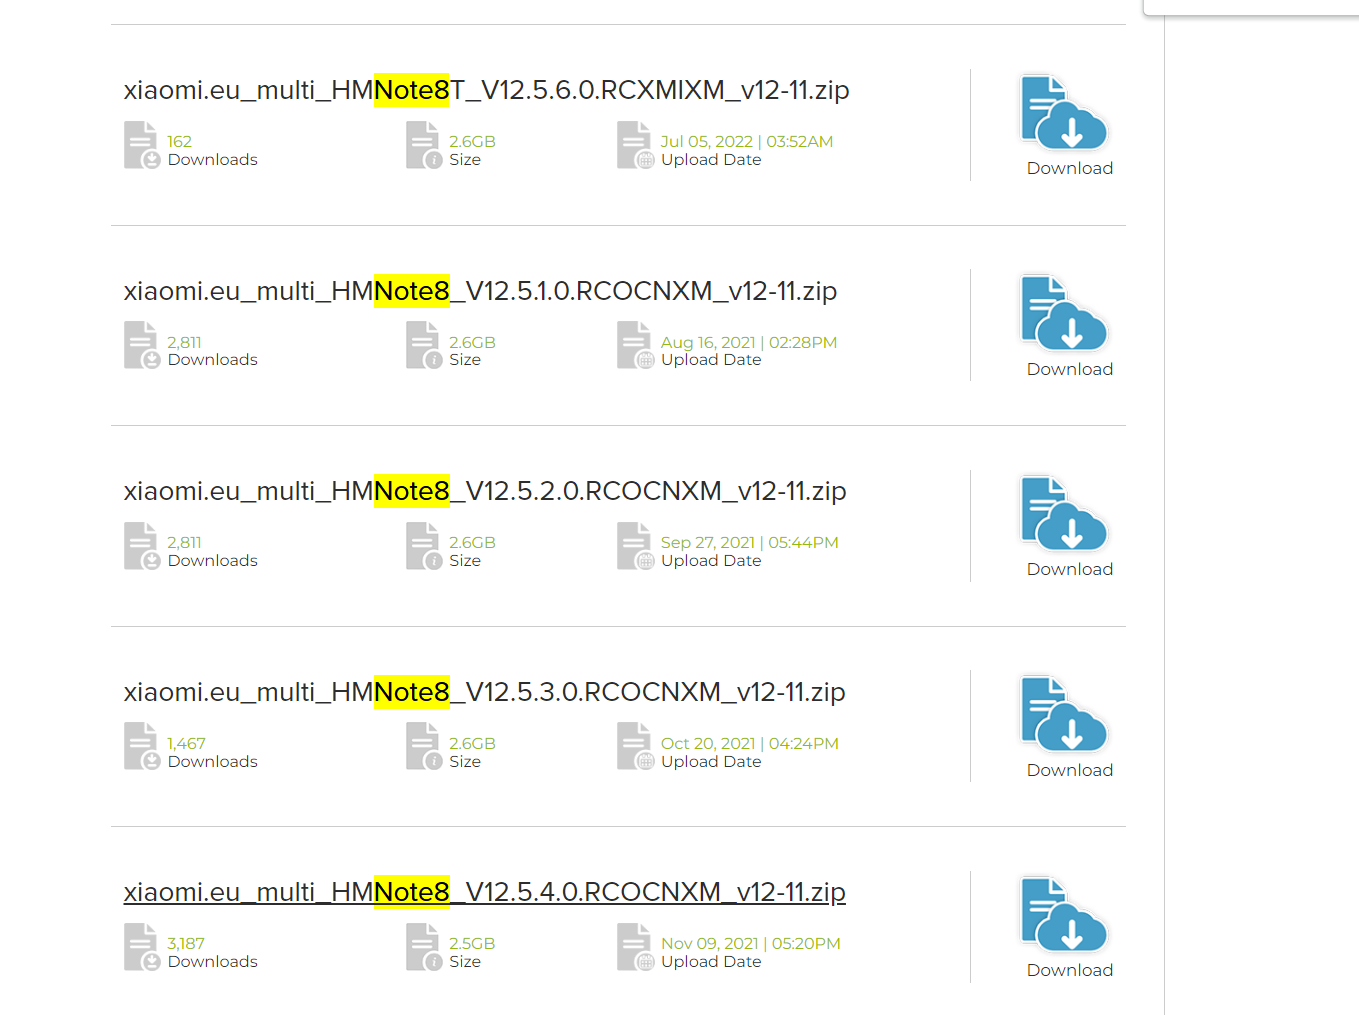 xiaomi.eu_multi_HMNote8T_V12.5.6.0.RCXMIXM_v12-11.zip
162
Downloads
2.6GB
Size
Jul 05, 2022 | 03:52AM
Upload Date
Download
xiaomi.eu_multi_HMNote8_V12.5.1.0.RCOCNXM_v12-11.zip
2,811
Downloads
2.6GB
Size
Aug 16, 2021 | 02:28PM
Upload Date
Download
xiaomi.eu_multi_HMNote8_V12.5.2.0.RCOCNXM_v12-11.zip
2,811
Downloads
2.6GB
Size
Sep 27, 2021 | 05:44PM
Upload Date
Download
xiaomi.eu_multi_HMNote8_V12.5.3.0.RCOCNXM_v12-11.zip
1,467
Downloads
2.6GB
Size
Oct 20, 2021 | 04:24PM
Upload Date
Download
xiaomi.eu_multi_HMNote8_V12.5.4.0.RCOCNXM_v12-11.zip
3,187
Downloads
2.5GB
Size
Nov 09, 2021 | 05:20PM
Upload Date
Download